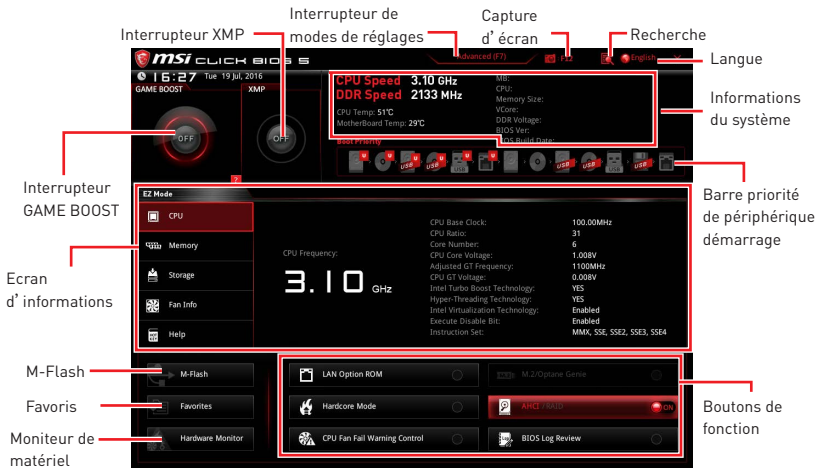 Interrupteur de
modes de réglages
Capture
d'écran
Interrupteur XMP
Recherche
msi CLICK BIOS 5
Advanced (F7)
F12
English
Langue
16:27 Tue 19 Jul, 2016
GAME BOOST
XMP
CPU Speed 3.10 GHz
DDR Speed 2133 MHz
CPU Temp: 51°C
MotherBoard Temp: 29°C
MB:
CPU:
Memory Size:
VCore:
DDR Voltage:
BIOS Ver:
BIOS Build Date:
Informations
du système
OFF
OFF
Boot Priority
U U U U U U
USB USB USB USB USB USB USB
?
Interrupteur
GAME BOOST
Barre priorité
de périphérique
démarrage
EZ Mode
CPU
Memory
Storage
Fan Info
Help
CPU Frequency:
3.10 GHz
CPU Base Clock: 100.00MHz
CPU Ratio: 31
Core Number: 6
CPU Core Voltage: 1.008V
Adjusted GT Frequency: 1100MHz
CPU GT Voltage: 0.008V
Intel Turbo Boost Technology: YES
Hyper-Threading Technology: YES
Intel Virtualization Technology: Enabled
Execute Disable Bit: Enabled
Instruction Set: MMX, SSE, SSE2, SSE3, SSE4
Ecran
d'informations
M-Flash
M-Flash
LAN Option ROM
M.2/Optane Genie
Favoris
Favorites
Hardcore Mode
AHCI /RAID
ON
Boutons de
fonction
Moniteur de
matériel
Hardware Monitor
CPU Fan Fail Warning Control
BIOS Log Review